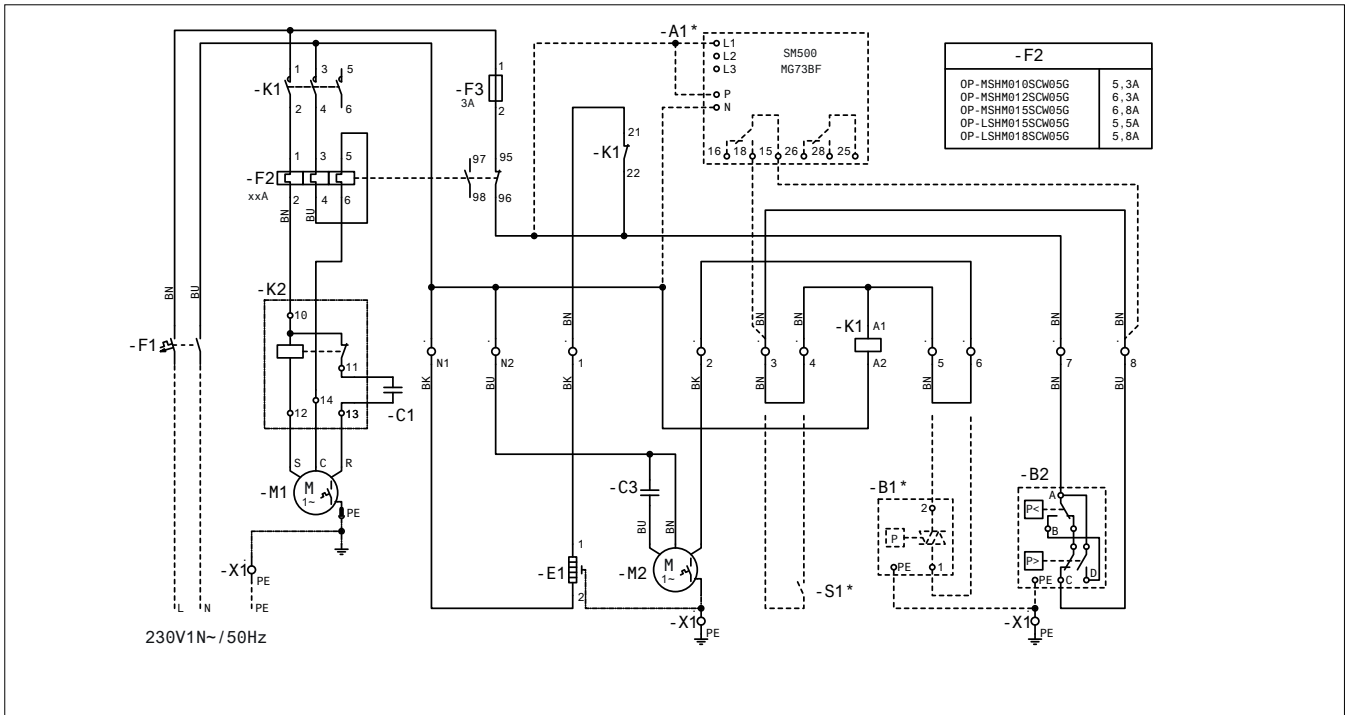 -A1*
L1
L2
L3
P
N
SM500
MG73BF
16 18 15 26 28 25
-F2
OP-MSHM010SCW05G 5,3A
OP-MSHM012SCW05G 6,3A
OP-MSHM015SCW05G 6,8A
OP-LSHM015SCW05G 5,5A
OP-LSHM018SCW05G 5,8A
-K1
1 3 5
2 4 6
-F3
3A
1
2
-K1
21
22
-F2
xxA
1 3 5
2 4 6
97 95
98 96
BN
BU
BN
BU
-K2
10
11
12
14
13
-C1
-F1
S C R
-M1
M
1~
PE
-X1
PE
L
N
PE
230V1N~/50Hz
N1
BK
N2
BU
BN
1
BK
2
BK
BN
3
BN
BN
4
-K1
A1
A2
5
BN
6
BN
7
BN
BN
8
BU
-C3
BU
BN
-M2
M
1~
-E1
1
2
-X1
PE
-S1*
-B1*
2
P
PE
1
-B2
A
P<
B
P>
PE
C
D
-X1
PE